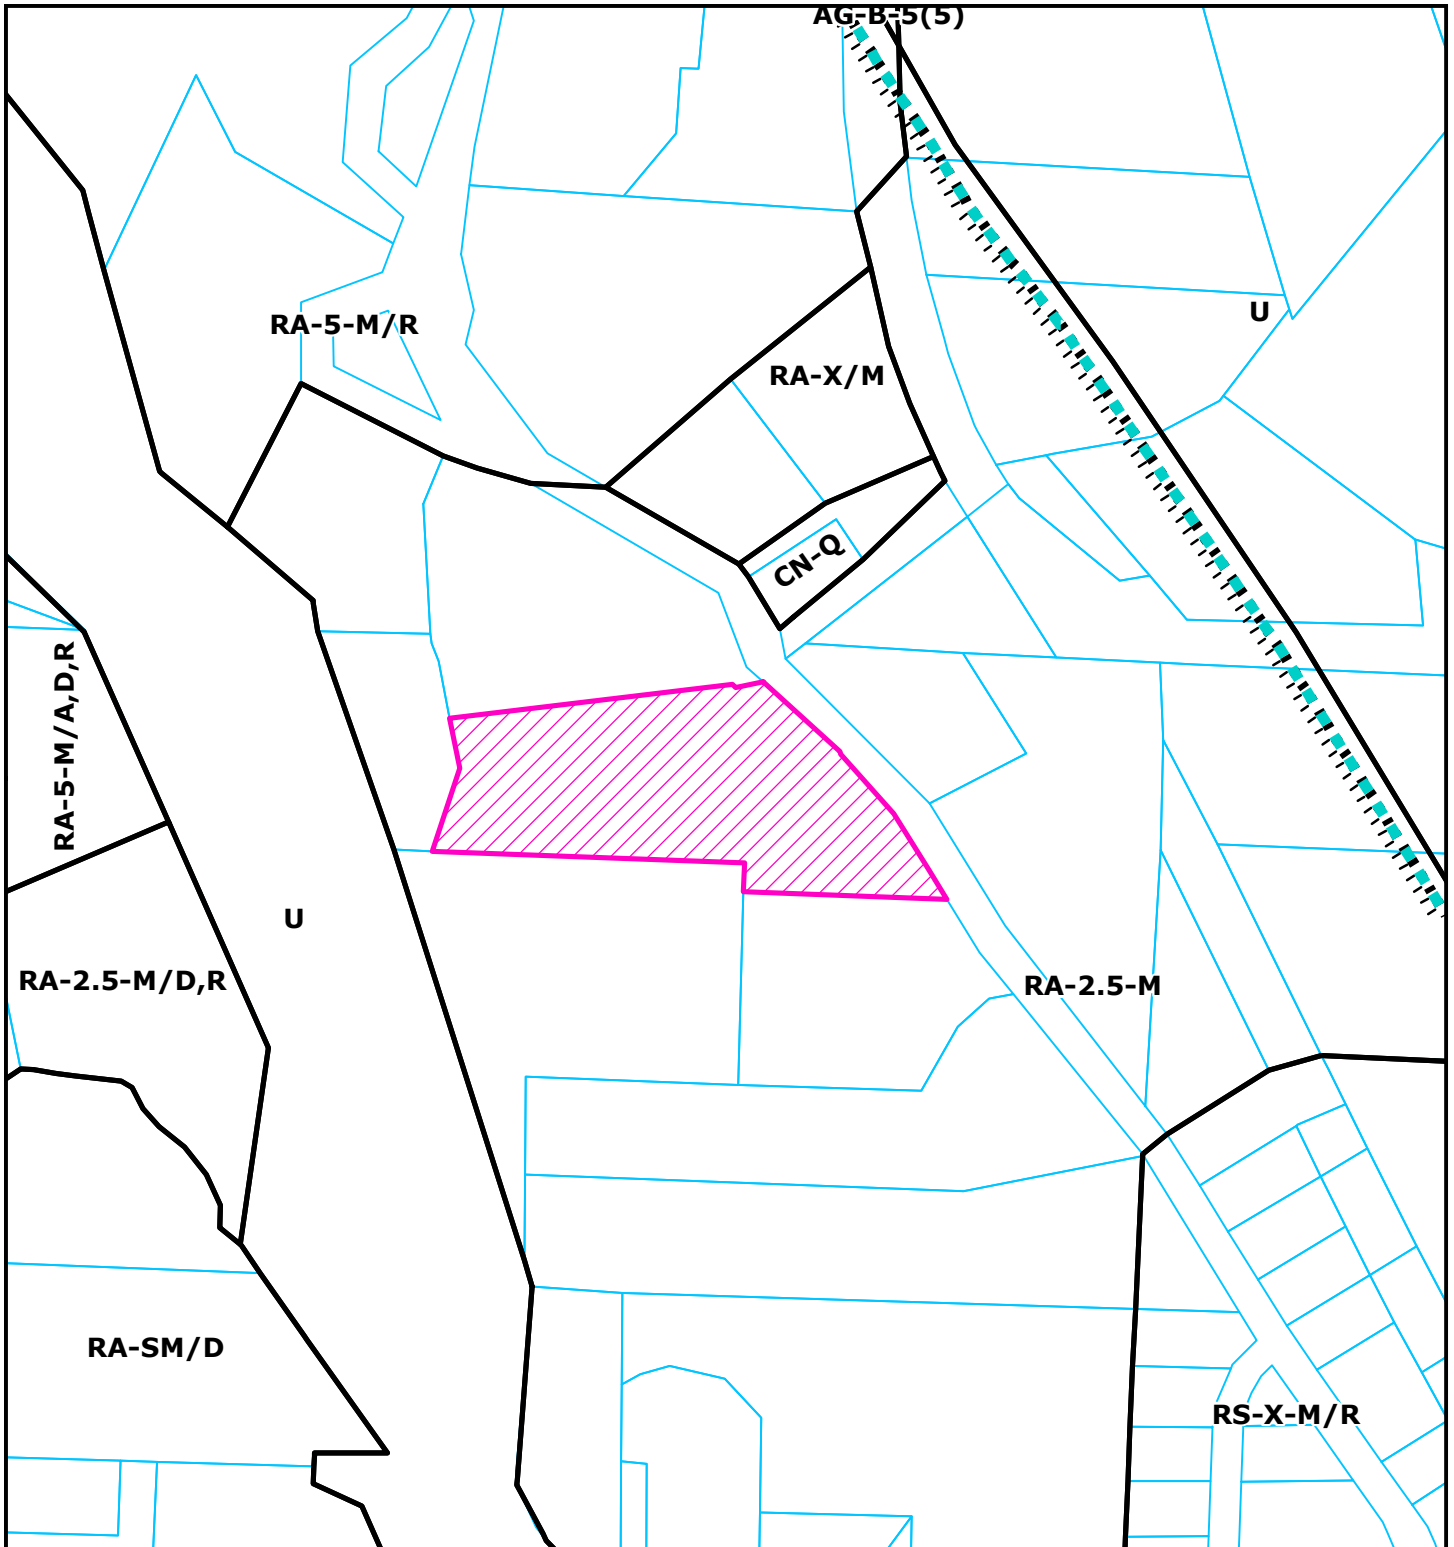 AG-B-5(5)
U
RA-5-M/R
RA-X/M
CN-Q
RA-5-M/A,D,R
U
RA-2.5-M/D,R
RA-2.5-M
RA-SM/D
RS-X-M/R